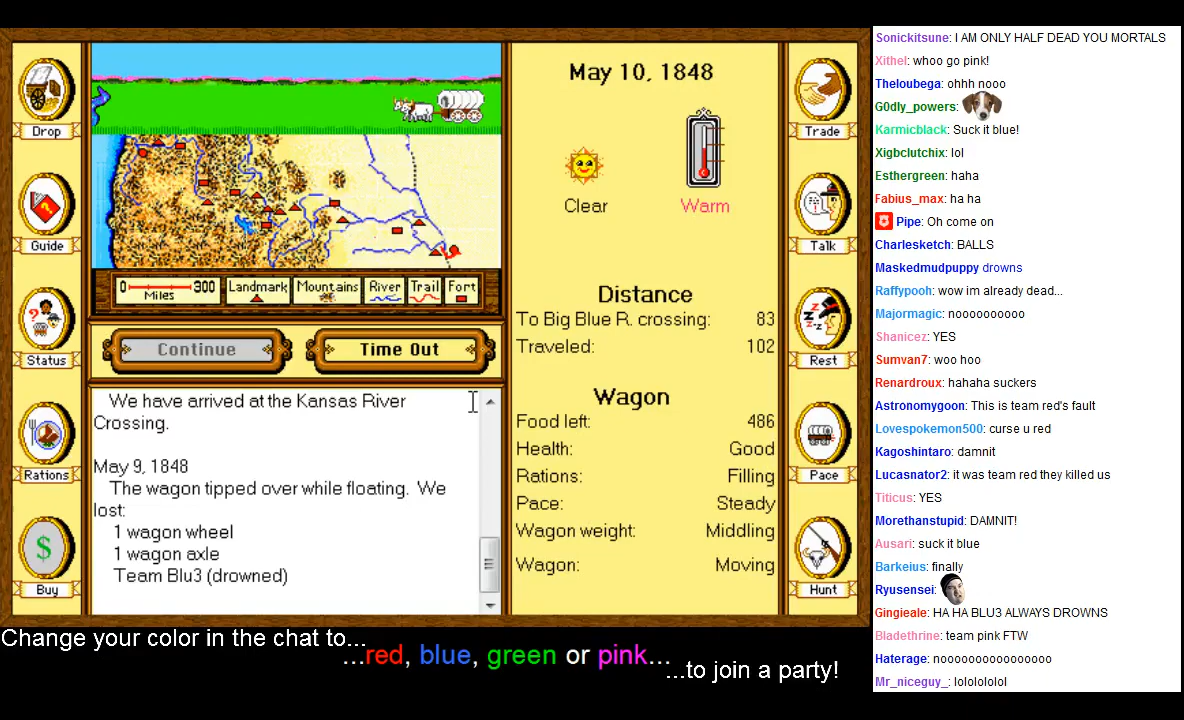 Drop
Guide
Status
Rations
Buy
0 300
Miles
Landmark
Mountains
River
Trail
Fort
Continue
Time Out
We have arrived at the Kansas River
Crossing.
May 9, 1848
The wagon tipped over while floating. We
lost:
1 wagon wheel
1 wagon axle
Team Blu3 (drowned)
May 10, 1848
Clear
Warm
Distance
To Big Blue R. crossing: 83
Traveled: 102
Wagon
Food left: 486
Health: Good
Rations: Filling
Pace: Steady
Wagon weight: Middling
Wagon: Moving
Trade
Talk
Rest
Pace
Hunt
Change your color in the chat to...
...red, blue, green or pink...
...to join a party!
Sonickitsune: I AM ONLY HALF DEAD YOU MORTALS
Xithel: whoo go pink!
Theloubega: ohhh nooo
G0dly_powers:
Karmicblack: Suck it blue!
Xigbclutchix: lol
Esthergreen: haha
Fabius_max: ha ha
Pipe: Oh come on
Charlesketch: BALLS
Maskedmudpuppy drowns
Raffypooh: wow im already dead...
Majormagic: noooooooooo
Shanicez: YES
Sumvan7: woo hoo
Renardroux: hahaha suckers
Astronomygoon: This is team red's fault
Lovespokemon500: curse u red
Kagoshintaro: damnit
Lucasnator2: it was team red they killed us
Titicus: YES
Morethanstupid: DAMNIT!
Ausari: suck it blue
Barkeius: finally
Ryusensei:
Gingieale: HA HA BLU3 ALWAYS DROWNS
Bladethrine: team pink FTW
Haterage: noooooooooooooooo
Mr_niceguy_: lolololololol